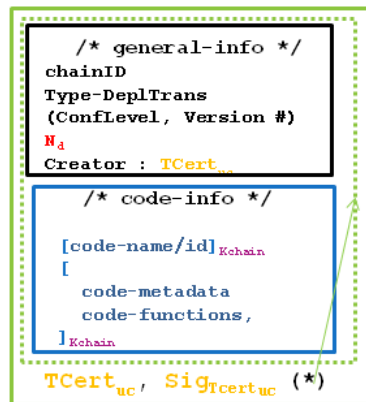 /* general-info */
chainID
Type-DeplTrans
(ConfLevel, Version #)
Nd
Creator : TCertuc
/* code-info */
[code-name/id]Kchain
[
code-metadata
code-functions,
]Kchain
TCertuc, SigTcertuc (*)